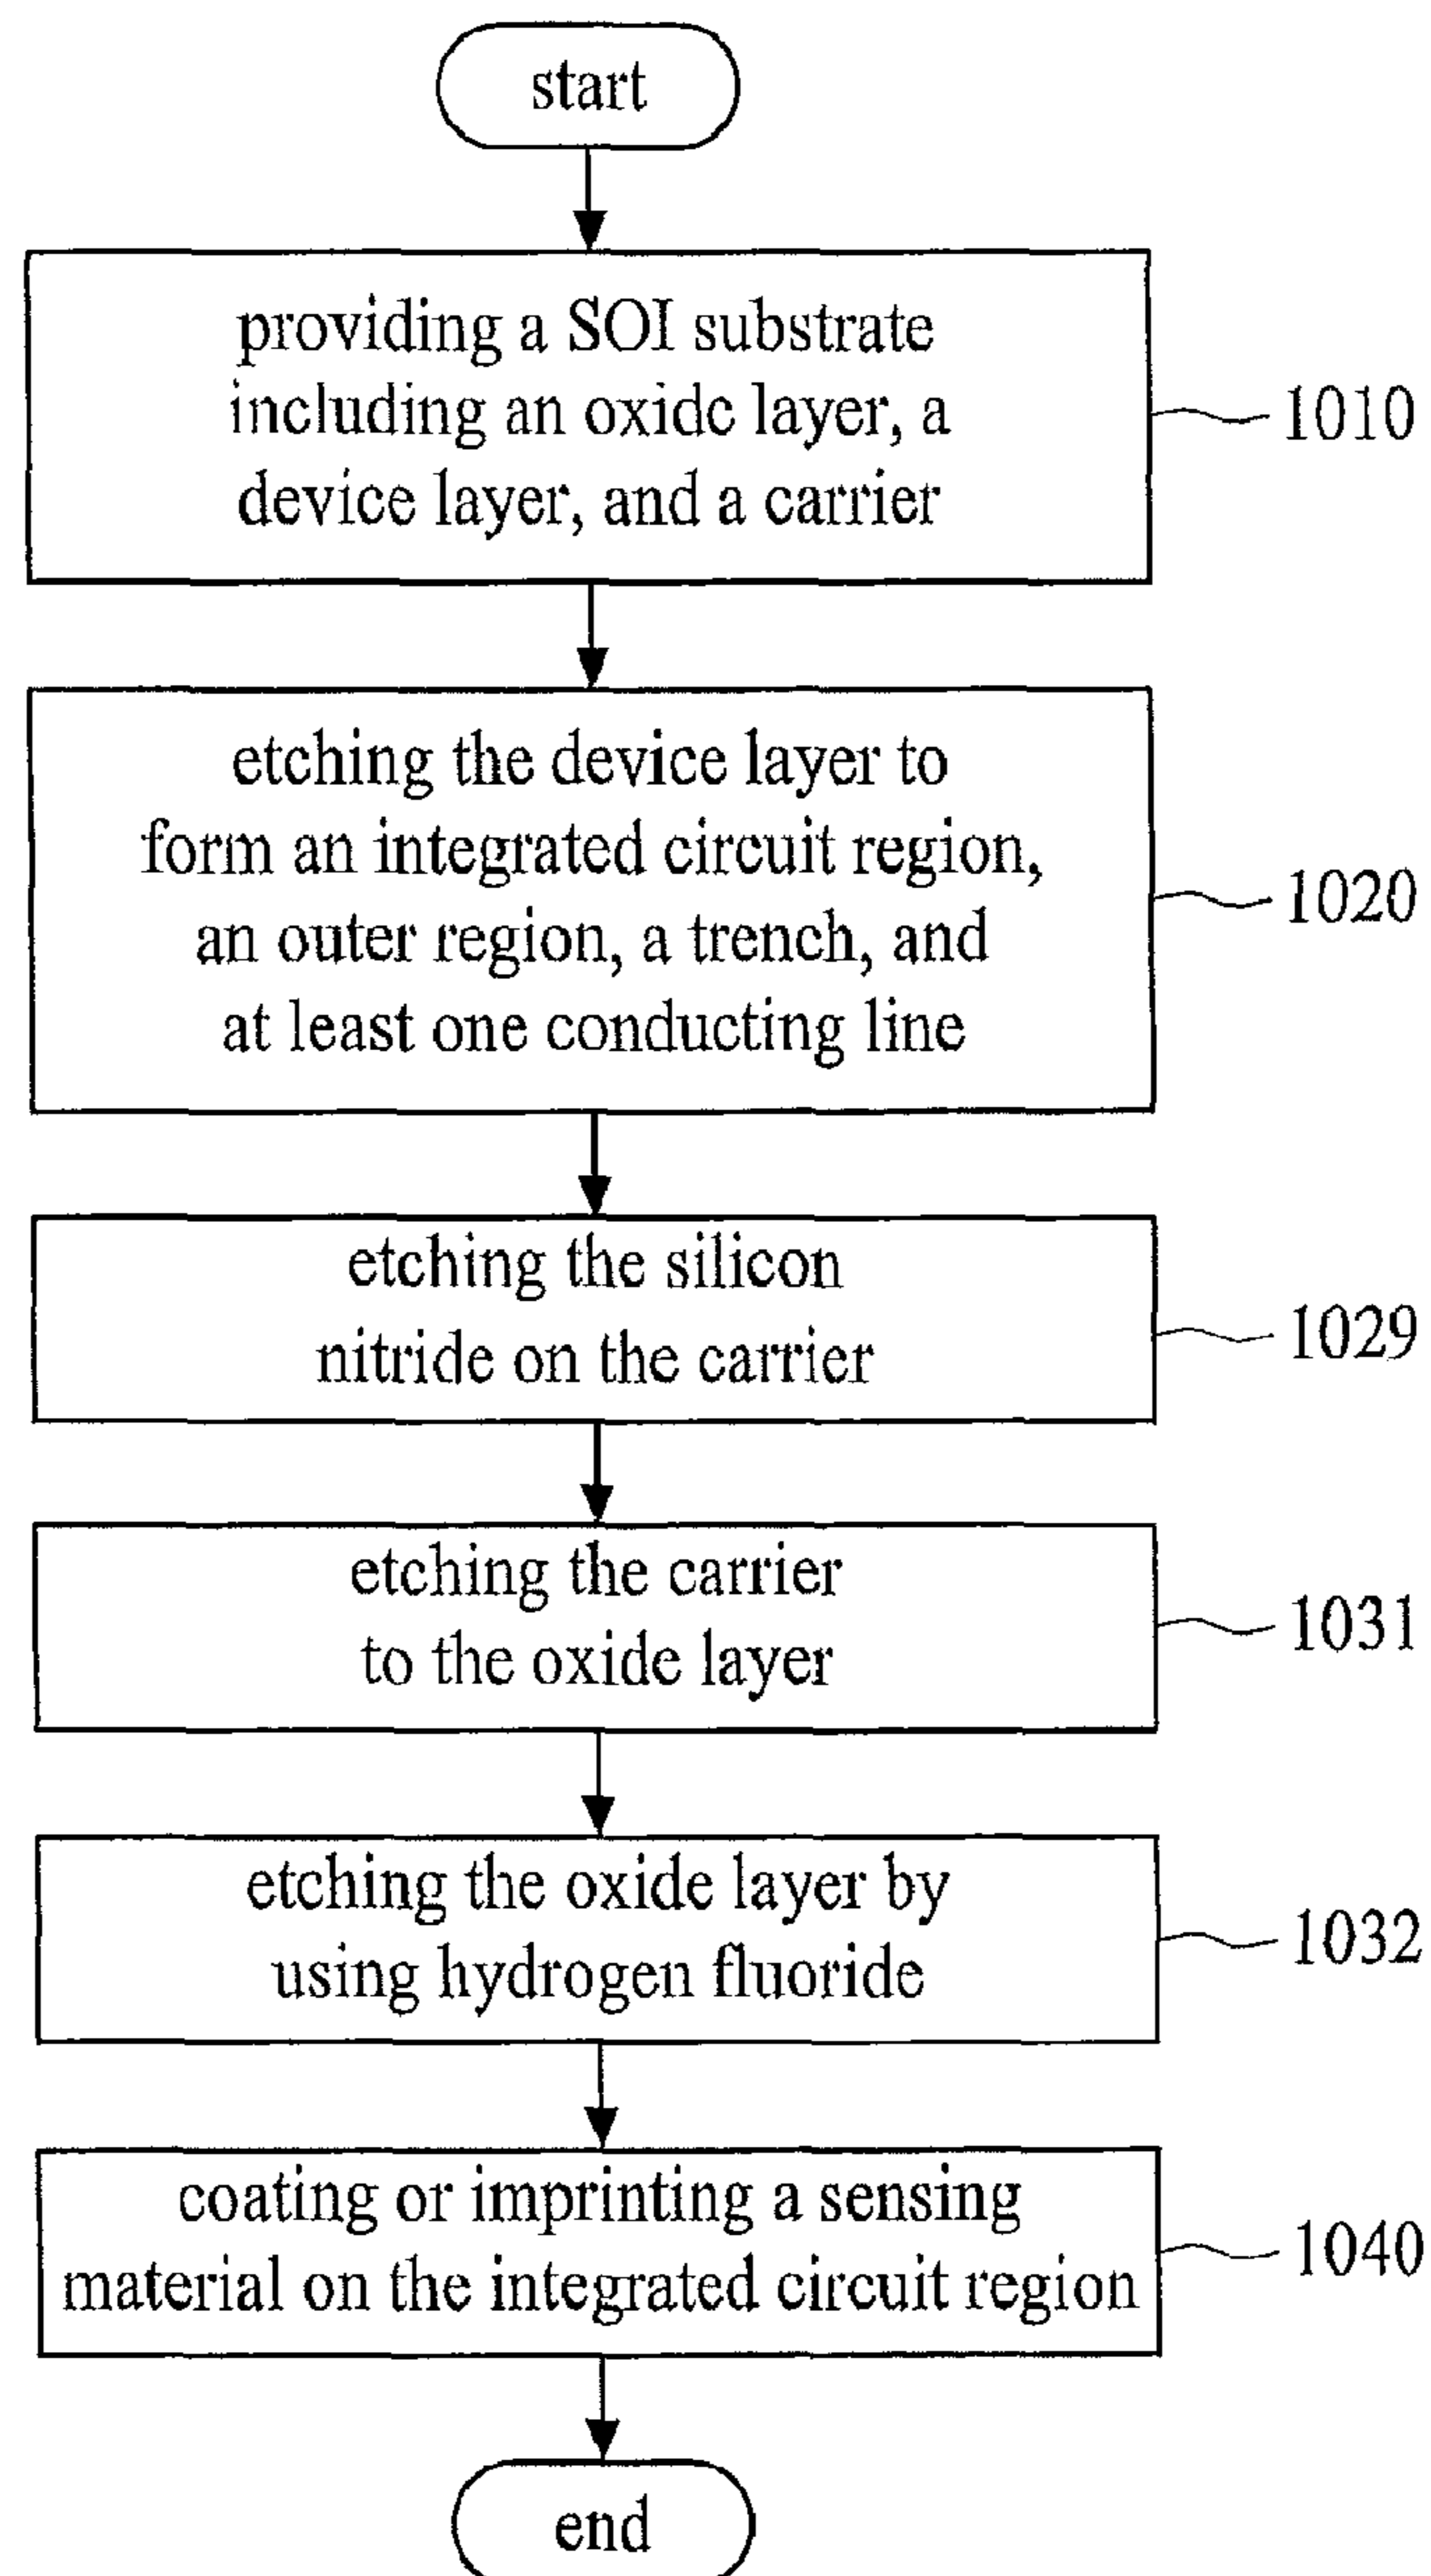 start
providing a SOI substrate
including an oxide layer, a
device layer, and a carrier
1010
etching the device layer to
form an integrated circuit region,
an outer region, a trench, and
at least one conducting line
1020
etching the silicon
nitride on the carrier
1029
etching the carrier
to the oxide layer
1031
etching the oxide layer by
using hydrogen fluoride
1032
coating or imprinting a sensing
material on the integrated circuit region
1040
end